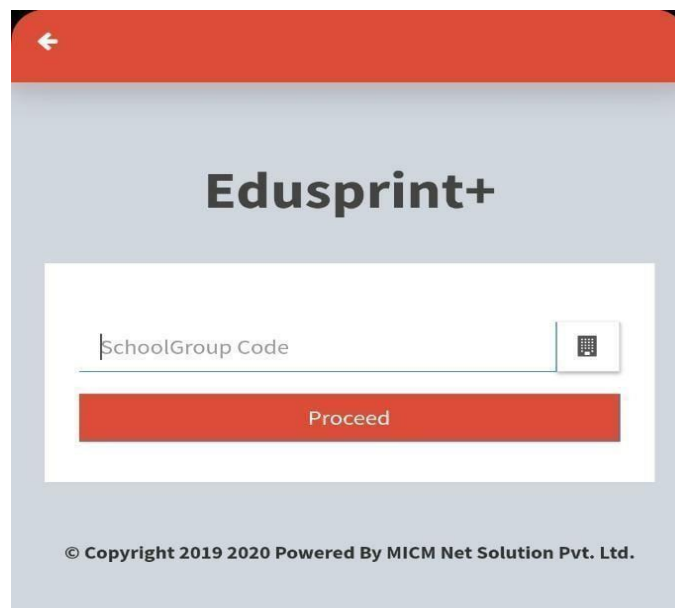 Edusprint+
SchoolGroup Code
Proceed
© Copyright 2019 2020 Powered By MICM Net Solution Pvt. Ltd.